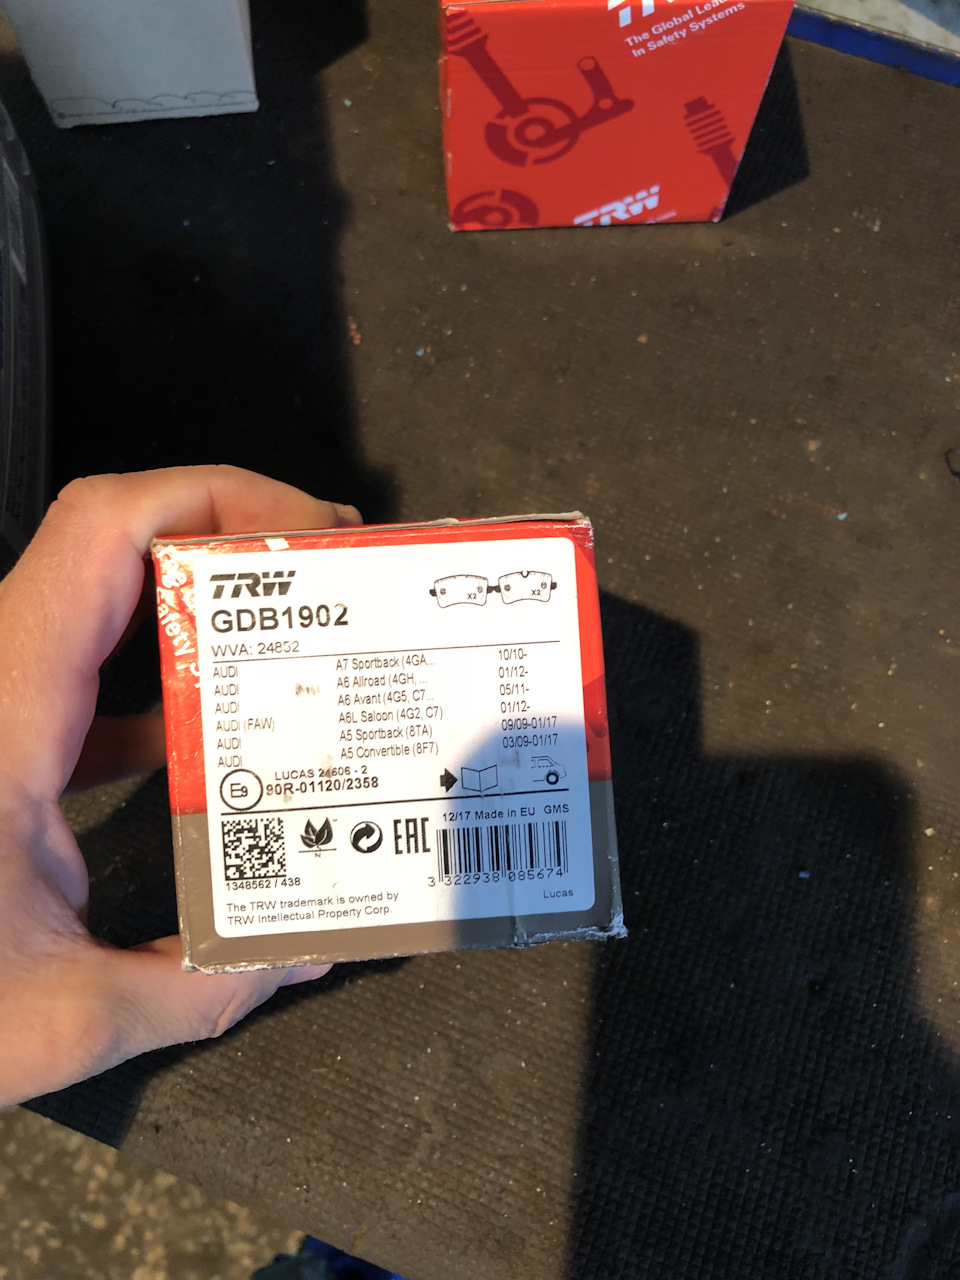 The Global Lead
In Safety Systems
TRW
TRW
GDB1902
X2 X2
WVA: 24852
AUDI A7 Sportback (4GA... 10/10-
AUDI A6 Allroad (4GH, ... 01/12-
AUDI A6 Avant (4G5, C7... 05/11-
AUDI (FAW) A6L Saloon (4G2, C7) 01/12-
AUDI A5 Sportback (8TA) 09/09-01/17
AUDI A5 Convertible (8F7) 03/09-01/17
E9
LUCAS 24606 - 2
90R-01120/2358
12/17 Made in EU GMS
N
EAC
3 322938 085674
1348562 / 438
Lucas
The TRW trademark is owned by
TRW Intellectual Property Corp.